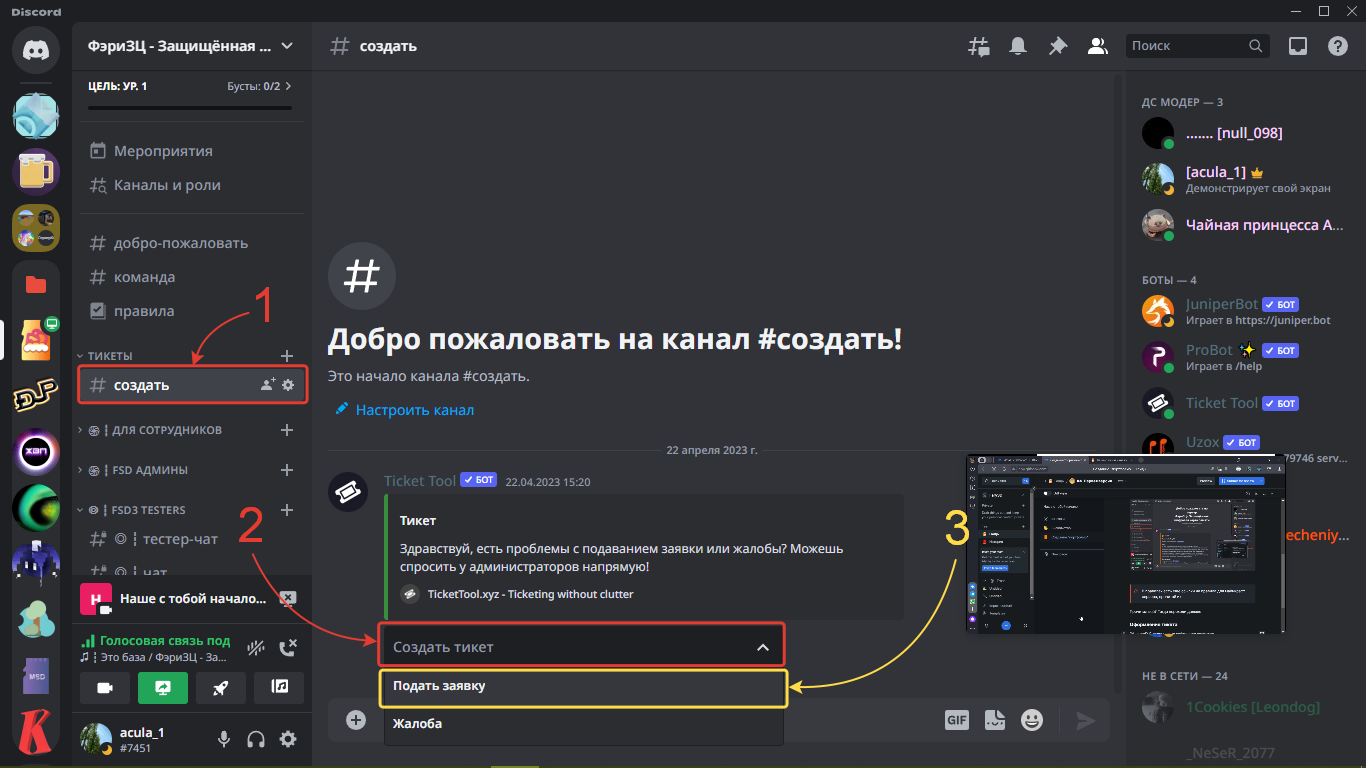 Discord
ФэриЗЦ - Защищённая ...
ЦЕЛЬ: УР. 1
Бусты: 0/2
Мероприятия
Каналы и роли
добро-пожаловать
команда
правила
1
ТИКЕТЫ
создать
ДЛЯ СОТРУДНИКОВ
FSD АДМИНЫ
FSD3 TESTERS
тестер-чат
чат
2
Н
Наше с тобой начало...
Голосовая связь под
Это база / ФэриЗЦ - За...
acula_1
#7451
создать
Поиск
Добро пожаловать на канал #создать!
Это начало канала #создать.
Настроить канал
22 апреля 2023 г.
Ticket Tool БОТ 22.04.2023 15:20
Тикет
Здравствуй, есть проблемы с подаванием заявки или жалобы? Можешь
спросить у администраторов напрямую!
TicketTool.xyz - Ticketing without clutter
Создать тикет
Подать заявку
Жалоба
3
GIF
ДС МОДЕР — 3
....... [null_098]
[acula_1]
Демонстрирует свой экран
Чайная принцесса А...
БОТЫ — 4
JuniperBot БОТ
Играет в https://juniper.bot
ProBot ✨ БОТ
Играет в /help
Ticket Tool БОТ
Uzox БОТ
79746 serv...
echeniy...
НЕ В СЕТИ — 24
1Cookies [Leondog]
_NeSeR_2077